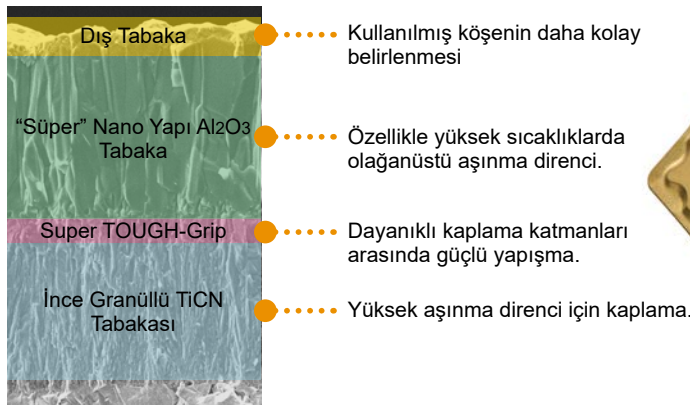 Dış Tabaka
Kullanılmış köşenin daha kolay
belirlenmesi
“Süper” Nano Yapı Al2O3
Tabaka
Özellikle yüksek sıcaklıklarda
olağanüstü aşınma direnci.
Super TOUGH-Grip
Dayanıklı kaplama katmanları
arasında güçlü yapışma.
İnce Granüllü TiCN
Tabakası
Yüksek aşınma direnci için kaplama.